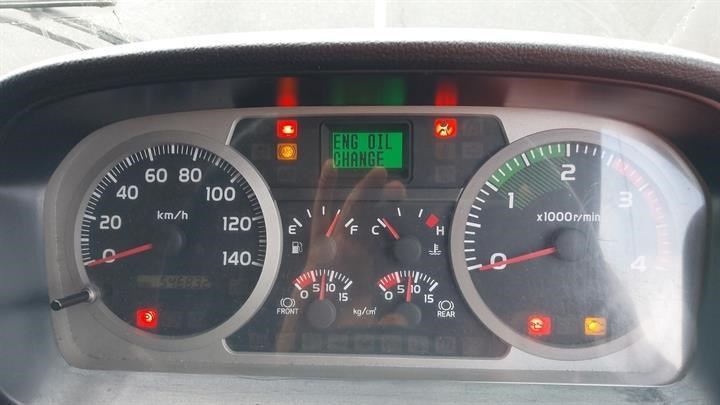 ENG OIL
CHANGE
0 20 40 60 80 100 120 140
km/h
546832
E F
C H
0 5 10 15
0 5 10 15
FRONT
kg/cm²
REAR
0 1 2 3 4
x1000r/min